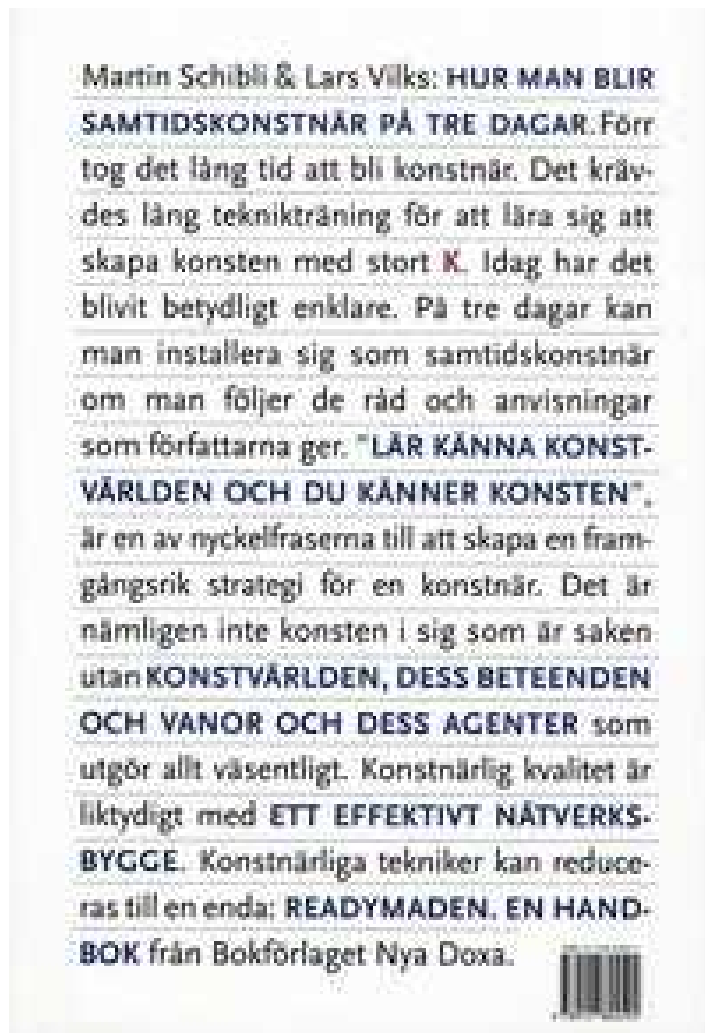 Martin Schibli & Lars Vilks: HUR MAN BLIR
SAMTIDSKONSTNÄR PÅ TRE DAGAR. Förr
tog det lång tid att bli konstnär. Det kräv-
des lång teknikträning för att lära sig att
skapa konsten med stort K. Idag har det
blivit betydligt enklare. På tre dagar kan
man installera sig som samtidskonstnär
om man följer de råd och anvisningar
som författarna ger. "LÄR KÄNNA KONST-
VÄRLDEN OCH DU KÄNNER KONSTEN",
är en av nyckelfraserna till att skapa en fram-
gångsrik strategi för en konstnär. Det är
nämligen inte konsten i sig som är saken
utan KONSTVÄRLDEN, DESS BETEENDEN
OCH VANOR OCH DESS AGENTER som
utgör allt väsentligt. Konstnärlig kvalitet är
liktydigt med ETT EFFEKTIVT NÄTVERKS-
BYGGE. Konstnärliga tekniker kan reduce-
ras till en enda: READYMADEN. EN HAND-
BOK från Bokförlaget Nya Doxa.